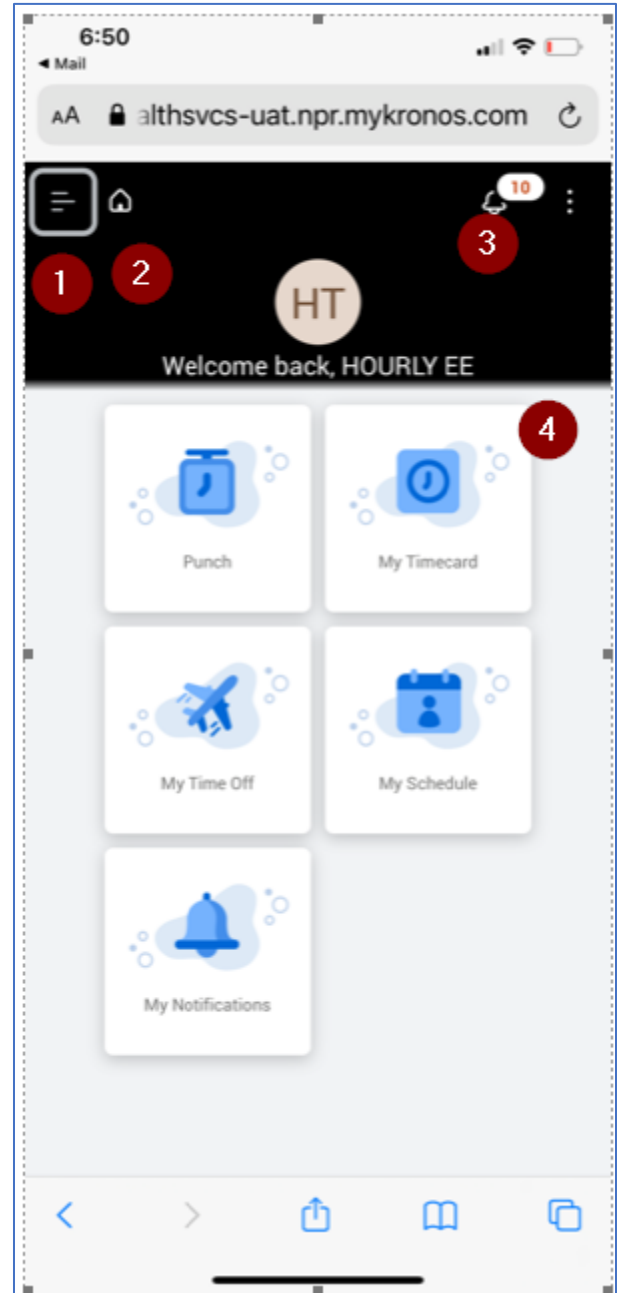 6:50
Mail
AA althsvcs-uat.npr.mykronos.com
10
1
2
3
HT
Welcome back, HOURLY EE
4
Punch
My Timecard
My Time Off
My Schedule
My Notifications